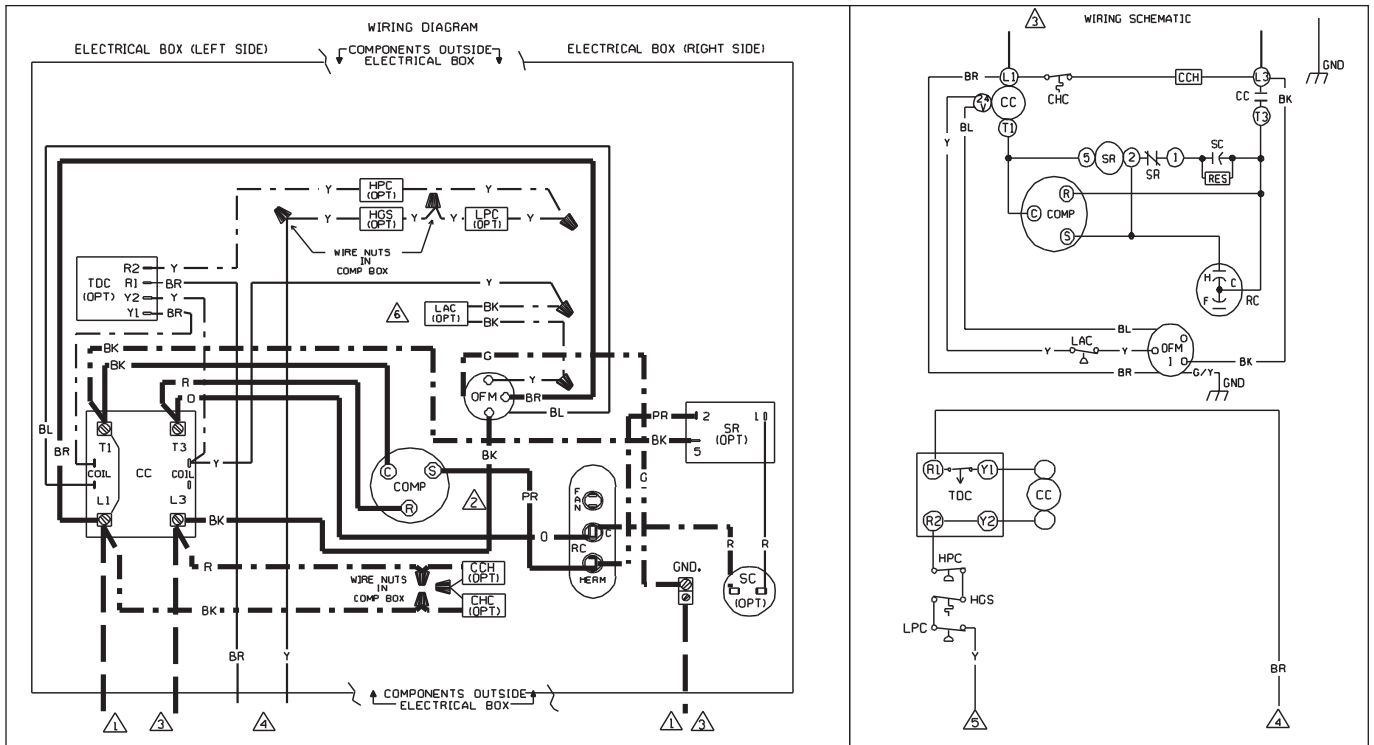 WIRING DIAGRAM
ELECTRICAL BOX (LEFT SIDE)
COMPONENTS OUTSIDE
ELECTRICAL BOX
ELECTRICAL BOX (RIGHT SIDE)
Y
HPC
(OPT)
Y
Y
HGS
(OPT)
Y
Y
LPC
(OPT)
Y
WIRE NUTS
IN
COMP BOX
TDC
(OPT)
R2
Y
R1
BR
Y2
Y
Y1
BR
Y
6
LAC
(OPT)
BK
BK
BK
G
BK
R
O
Y
OFM
BR
BL
PR
2
1
SR
(OPT)
BK
5
T1
T3
BL
BR
COIL
CC
COIL
Y
BK
L1
L3
C
S
COMP
R
2
PR
FAN
G
BK
C
O
RC
HERM
R
R
R
GND.
CCH
(OPT)
WIRE NUTS
IN
COMP BOX
CHC
(OPT)
BK
SC
(OPT)
BR
Y
COMPONENTS OUTSIDE
ELECTRICAL BOX
1
3
4
1
3
3
WIRING SCHEMATIC
GND
BR
L1
CHC
CCH
L3
24V
CC
CC
BK
BL
T1
T3
Y
5
SR
2
SR
1
SC
RES
R
C
COMP
S
H
C
F
RC
BL
LAC
Y
Y
OFM
1
BK
BR
G/Y
GND
R1
Y1
TDC
CC
R2
Y2
HPC
HGS
LPC
Y
BR
5
4